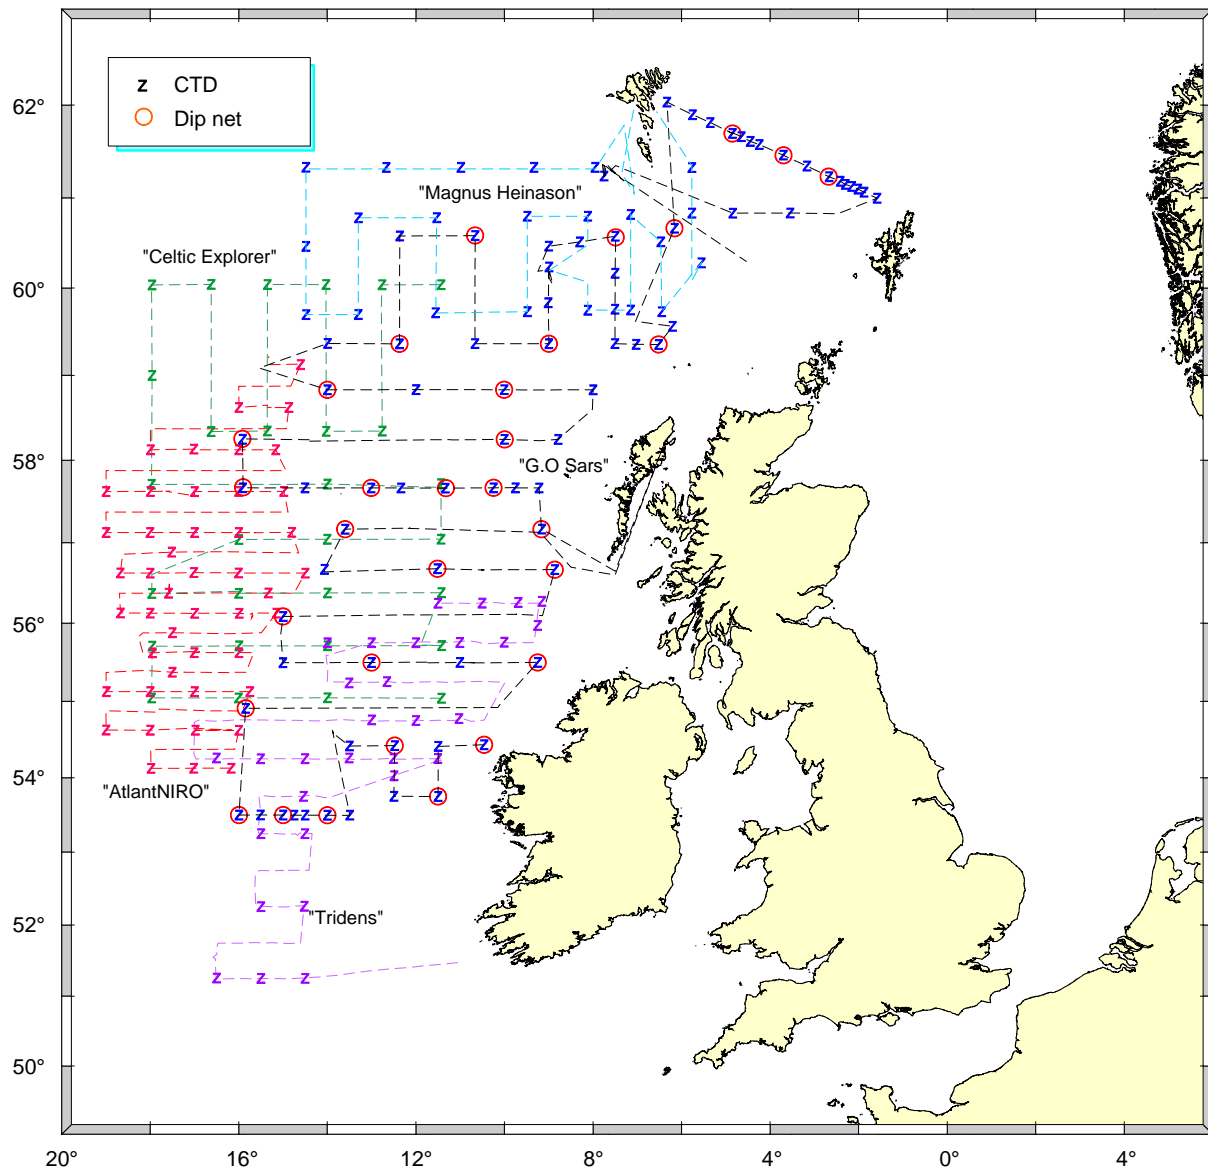 z CTD
Dip net
62°
"Magnus Heinason"
"Celtic Explorer"
60°
58°
"G.O Sars"
56°
54°
"AtlantNIRO"
52°
"Tridens"
50°
20° 16° 12° 8° 4° 0° 4°